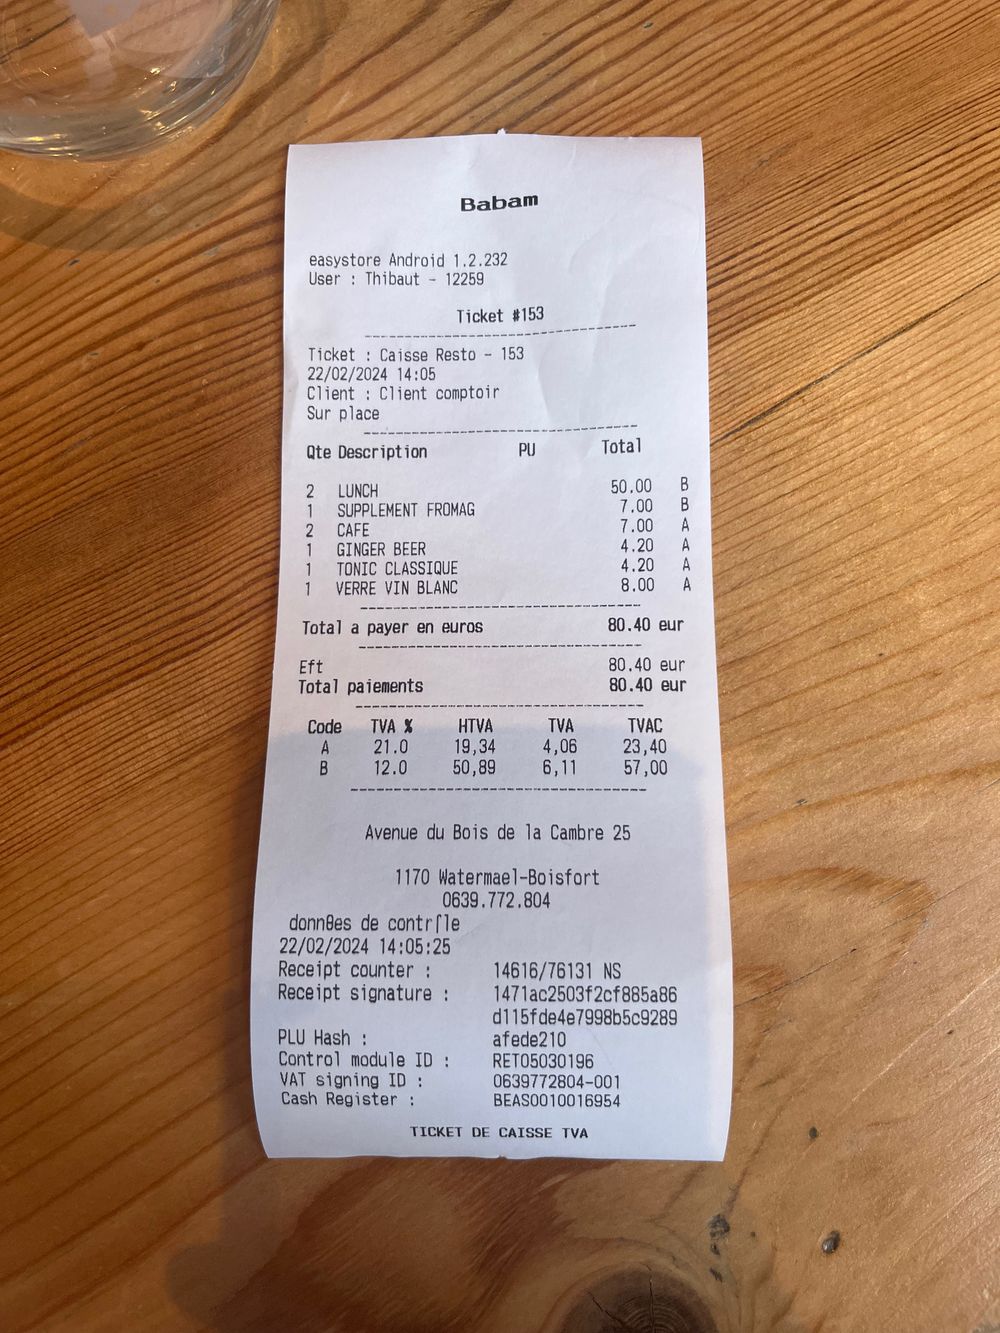 Babam
easystore Android 1.2.232
User : Thibaut - 12259
Ticket #153
Ticket : Caisse Resto - 153
22/02/2024 14:05
Client : Client comptoir
Sur place
Qte Description PU Total
2 LUNCH 50.00 B
1 SUPPLEMENT FROMAG 7.00 B
2 CAFE 7.00 A
1 GINGER BEER 4.20 A
1 TONIC CLASSIQUE 4.20 A
1 VERRE VIN BLANC 8.00 A
Total a payer en euros 80.40 eur
Eft 80.40 eur
Total paiements 80.40 eur
Code TVA % HTVA TVA TVAC
A 21.0 19,34 4,06 23,40
B 12.0 50,89 6,11 57,00
Avenue du Bois de la Cambre 25
1170 Watermael-Boisfort
0639.772.804
donnθes de contr⌠le
22/02/2024 14:05:25
Receipt counter : 14616/76131 NS
Receipt signature : 1471ac2503f2cf885a86
d115fde4e7998b5c9289
PLU Hash : afede210
Control module ID : RET05030196
VAT signing ID : 0639772804-001
Cash Register : BEAS0010016954
TICKET DE CAISSE TVA